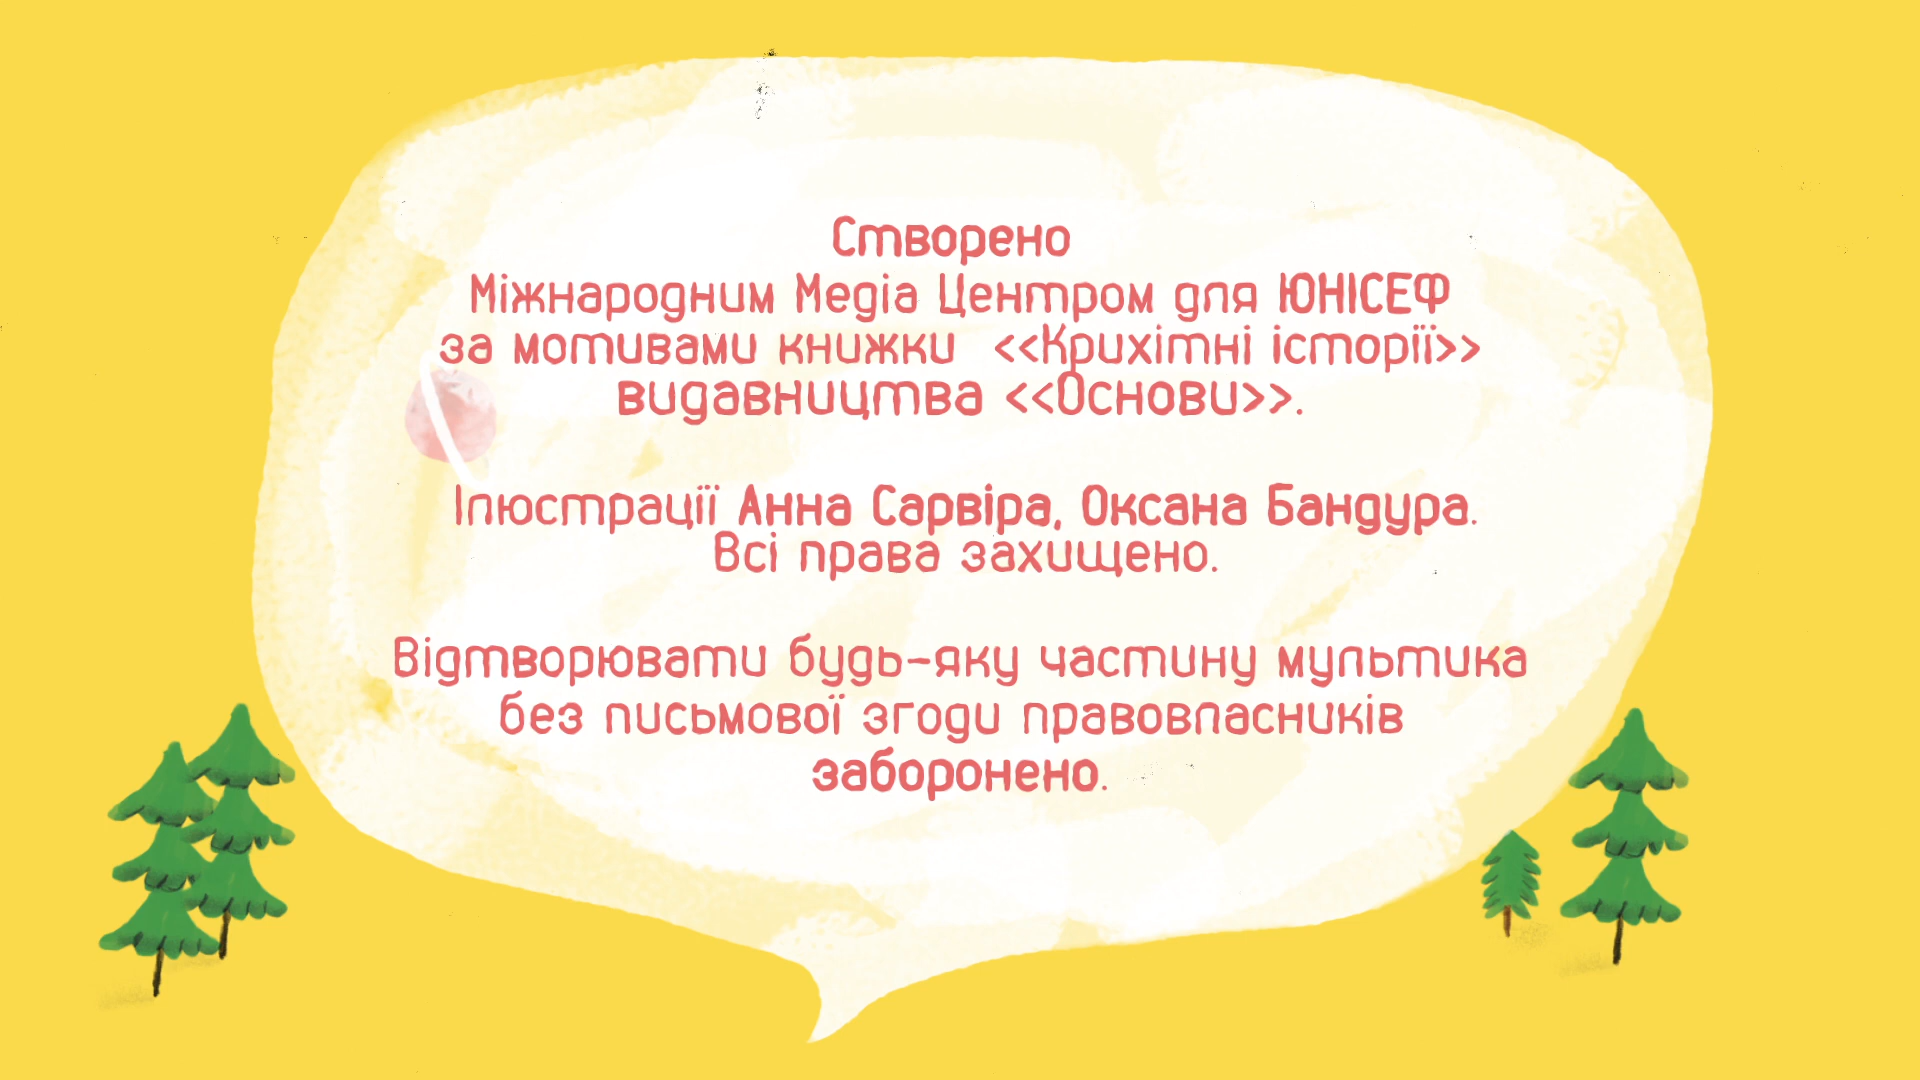 Створено
Міжнародним Медіа Центром для ЮНІСЕФ
за мотивами книжки <<Крихітні історії>>
видавництва <<Основи>>.
Ілюстрації Анна Сарвіра, Оксана Бандура.
Всі права захищено.
Відтворювати будь-яку частину мультика
без письмової згоди правовласників
заборонено.